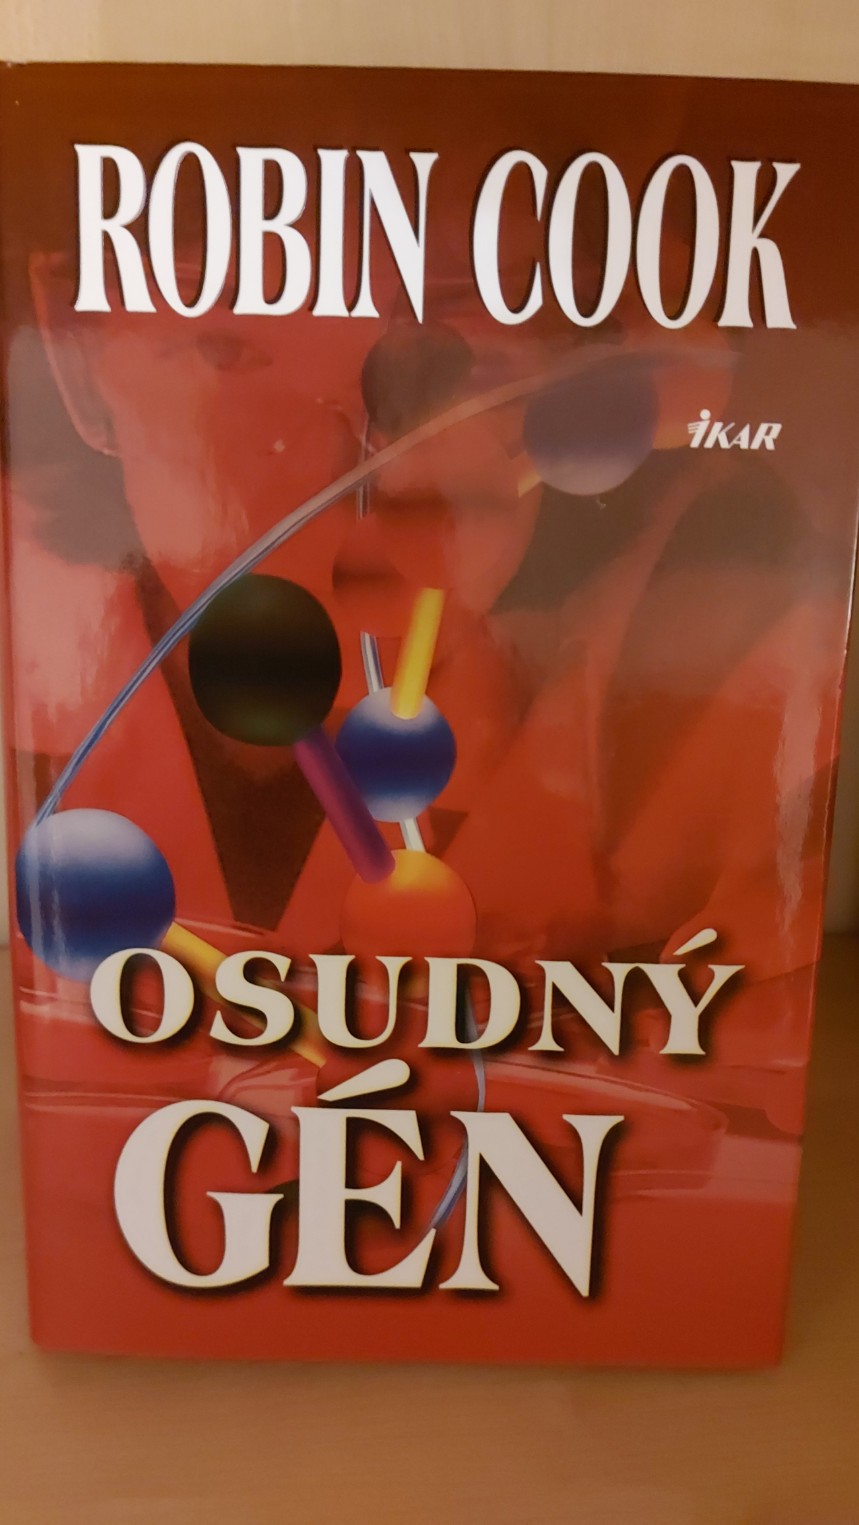 ROBIN COOK
iKAR
OSUDNÝ
GÉN